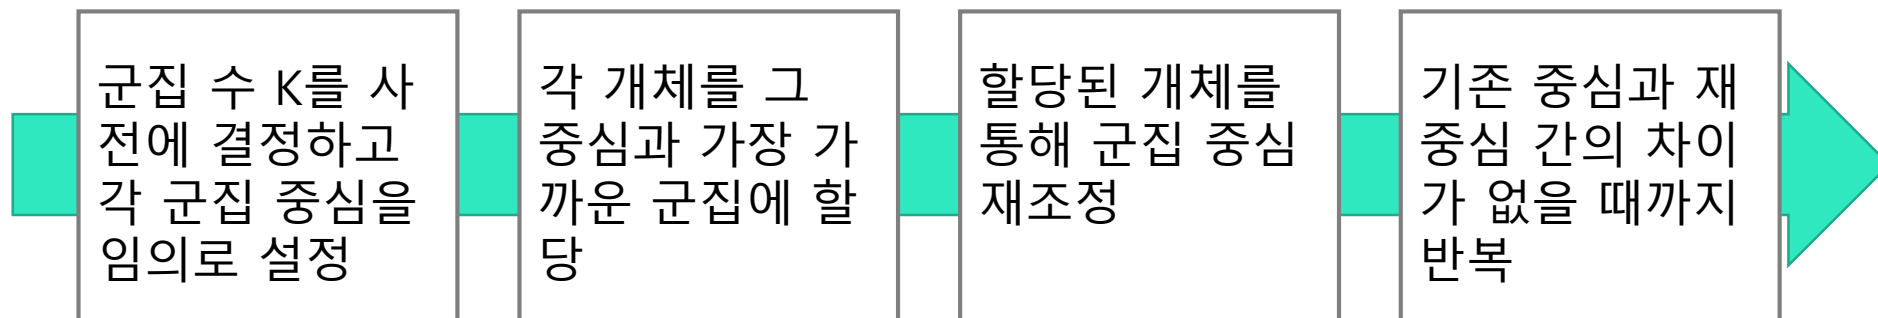 군집 수 K를 사
전에 결정하고
각 군집 중심을
임의로 설정
각 개체를 그
중심과 가장 가
까운 군집에 할
당
할당된 개체를
통해 군집 중심
재조정
기존 중심과 재
중심 간의 차이
가 없을 때까지
반복